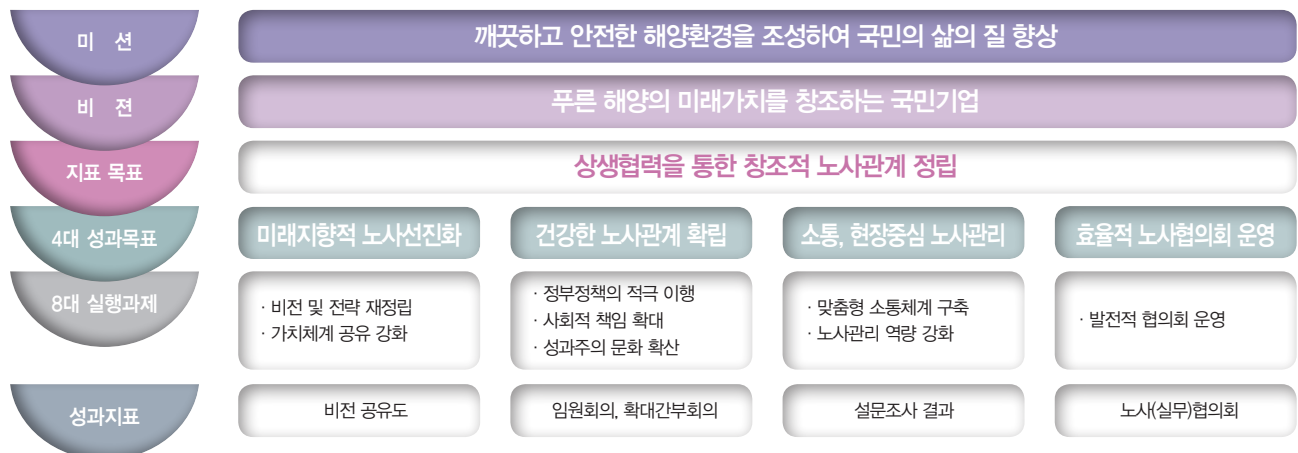 미 션
깨끗하고 안전한 해양환경을 조성하여 국민의 삶의 질 향상
비 젼
푸른 해양의 미래가치를 창조하는 국민기업
지표 목표
상생협력을 통한 창조적 노사관계 정립
4대 성과목표
미래지향적 노사선진화
건강한 노사관계 확립
소통, 현장중심 노사관리
효율적 노사협의회 운영
8대 실행과제
· 비전 및 전략 재정립
· 가치체계 공유 강화
· 정부정책의 적극 이행
· 사회적 책임 확대
· 성과주의 문화 확산
· 맞춤형 소통체계 구축
· 노사관리 역량 강화
· 발전적 협의회 운영
성과지표
비전 공유도
임원회의, 확대간부회의
설문조사 결과
노사(실무)협의회